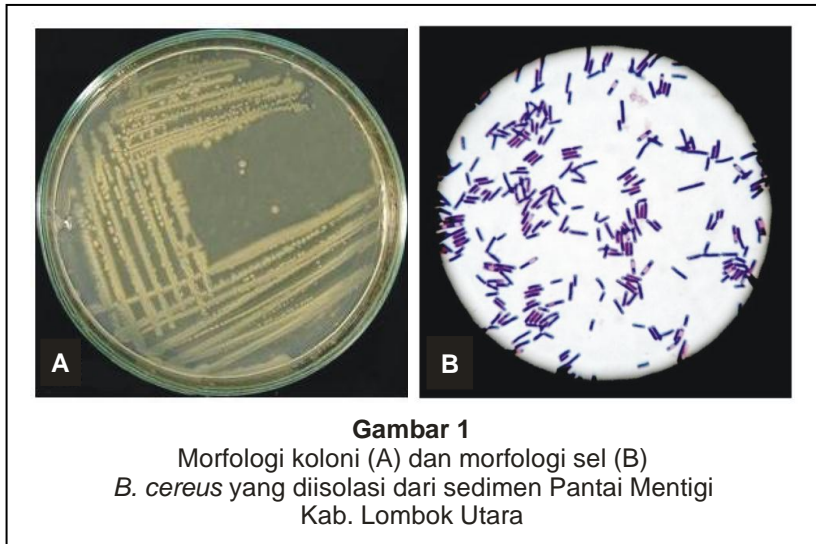 A
B
Gambar 1
Morfologi koloni (A) dan morfologi sel (B)
B. cereus yang diisolasi dari sedimen Pantai Mentigi
Kab. Lombok Utara